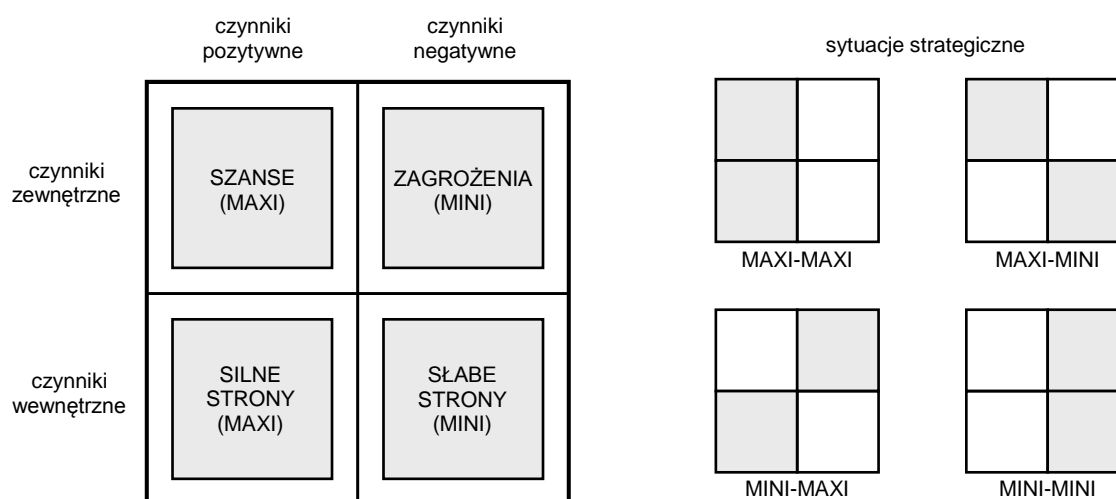 czynniki
pozytywne
czynniki
negatywne
sytuacje strategiczne
czynniki
zewnętrzne
SZANSE
(MAXI)
ZAGROŻENIA
(MINI)
MAXI-MAXI
MAXI-MINI
czynniki
wewnętrzne
SILNE
STRONY
(MAXI)
SŁABE
STRONY
(MINI)
MINI-MAXI
MINI-MINI